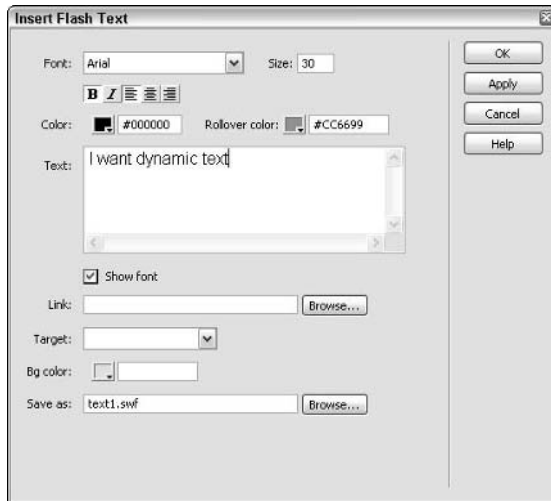 Insert Flash Text
Font: Arial Size: 30
B I
Color: #000000 Rollover color: #CC6699
Text: I want dynamic text
Show font
Link: Browse...
Target:
Bg color:
Save as: text1.swf Browse...
OK
Apply
Cancel
Help